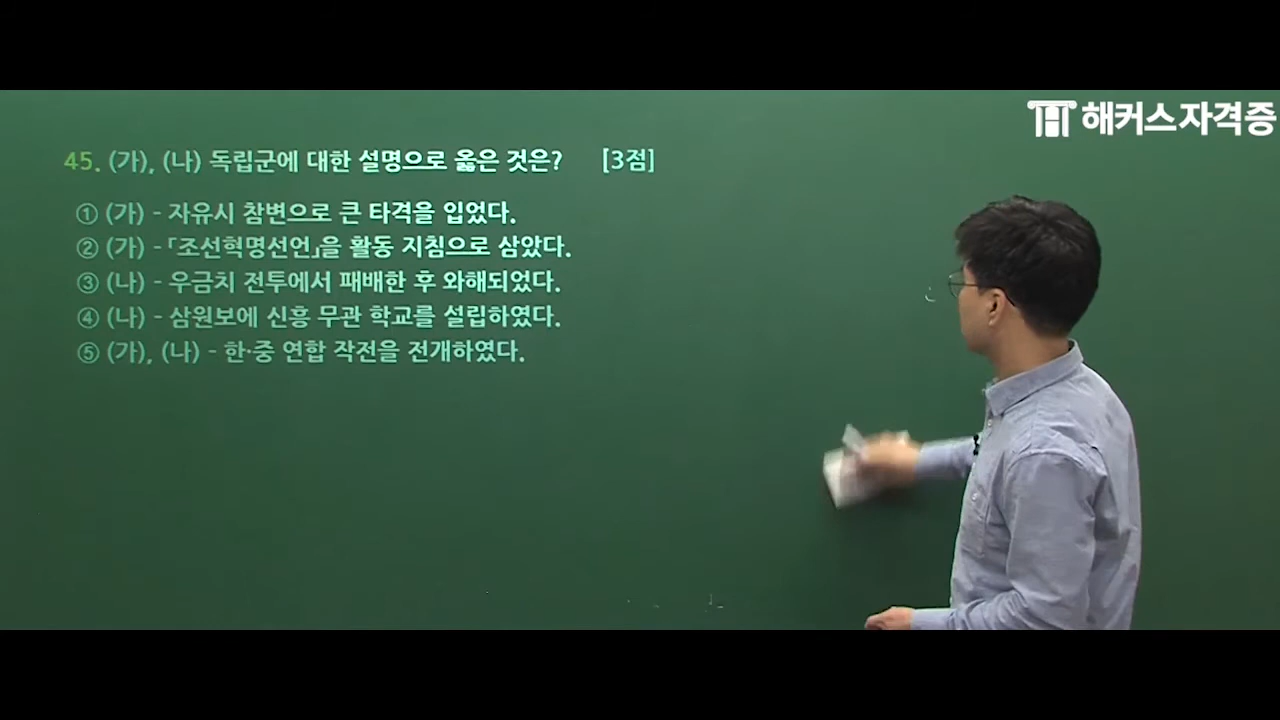 해커스자격증
45. (가), (나) 독립군에 대한 설명으로 옳은 것은? [3점]
① (가) - 자유시 참변으로 큰 타격을 입었다.
② (가) - 「조선혁명선언」을 활동 지침으로 삼았다.
③ (나) - 우금치 전투에서 패배한 후 와해되었다.
④ (나) - 삼원보에 신흥 무관 학교를 설립하였다.
⑤ (가), (나) - 한·중 연합 작전을 전개하였다.